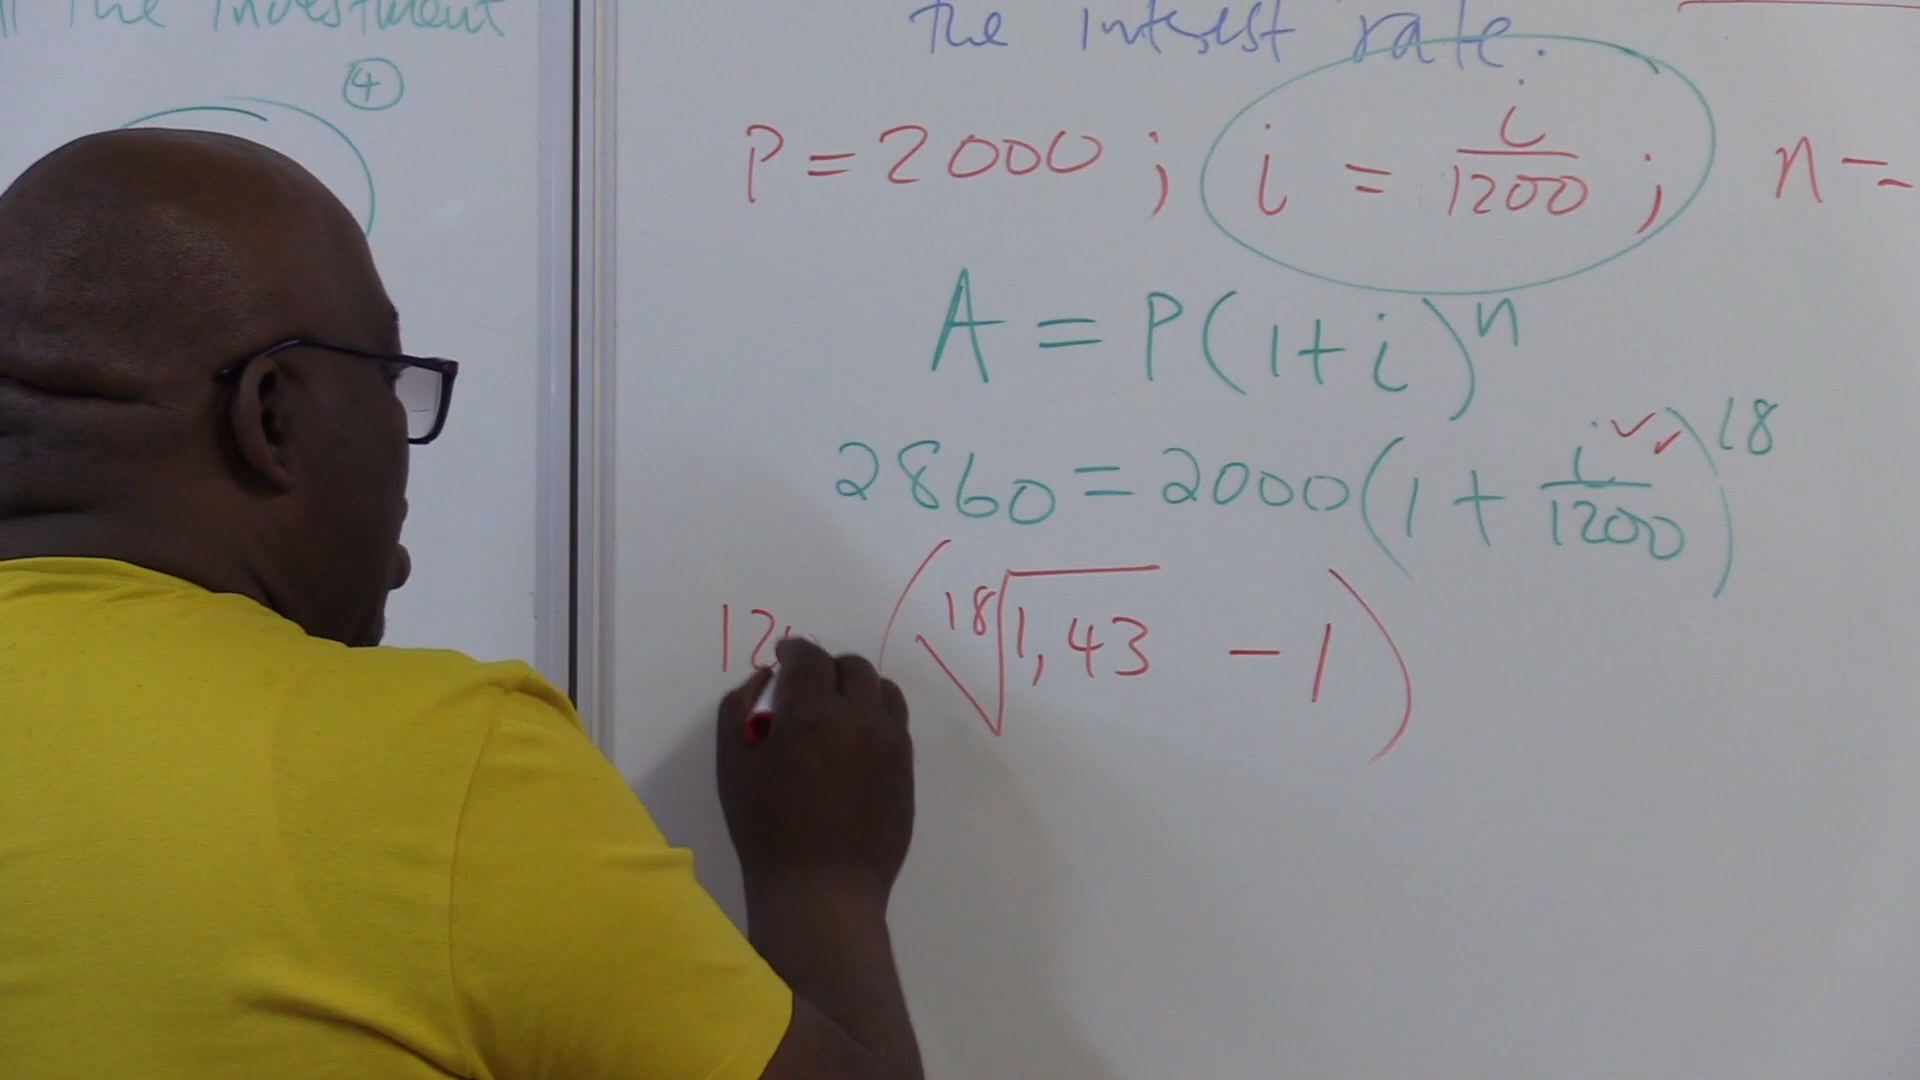 the investment
④
the interest rate.
P = 2000 ; i = i/1200 ; n =
A = P(1+i)^n
2860 = 2000(1 + i/1200)^18
12 (¹⁸√1,43 - 1)